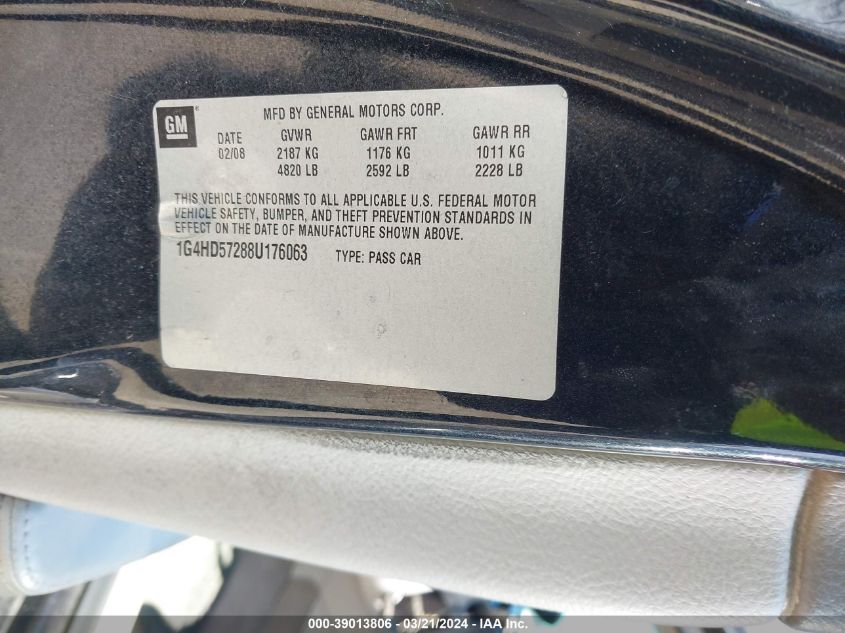 GM ®
MFD BY GENERAL MOTORS CORP.
DATE GVWR GAWR FRT GAWR RR
02/08 2187 KG 1176 KG 1011 KG
4820 LB 2592 LB 2228 LB
THIS VEHICLE CONFORMS TO ALL APPLICABLE U.S. FEDERAL MOTOR
VEHICLE SAFETY, BUMPER, AND THEFT PREVENTION STANDARDS IN
EFFECT ON THE DATE OF MANUFACTURE SHOWN ABOVE.
1G4HD57288U176063 TYPE: PASS CAR
000-39013806 - 03/21/2024 - IAA Inc.